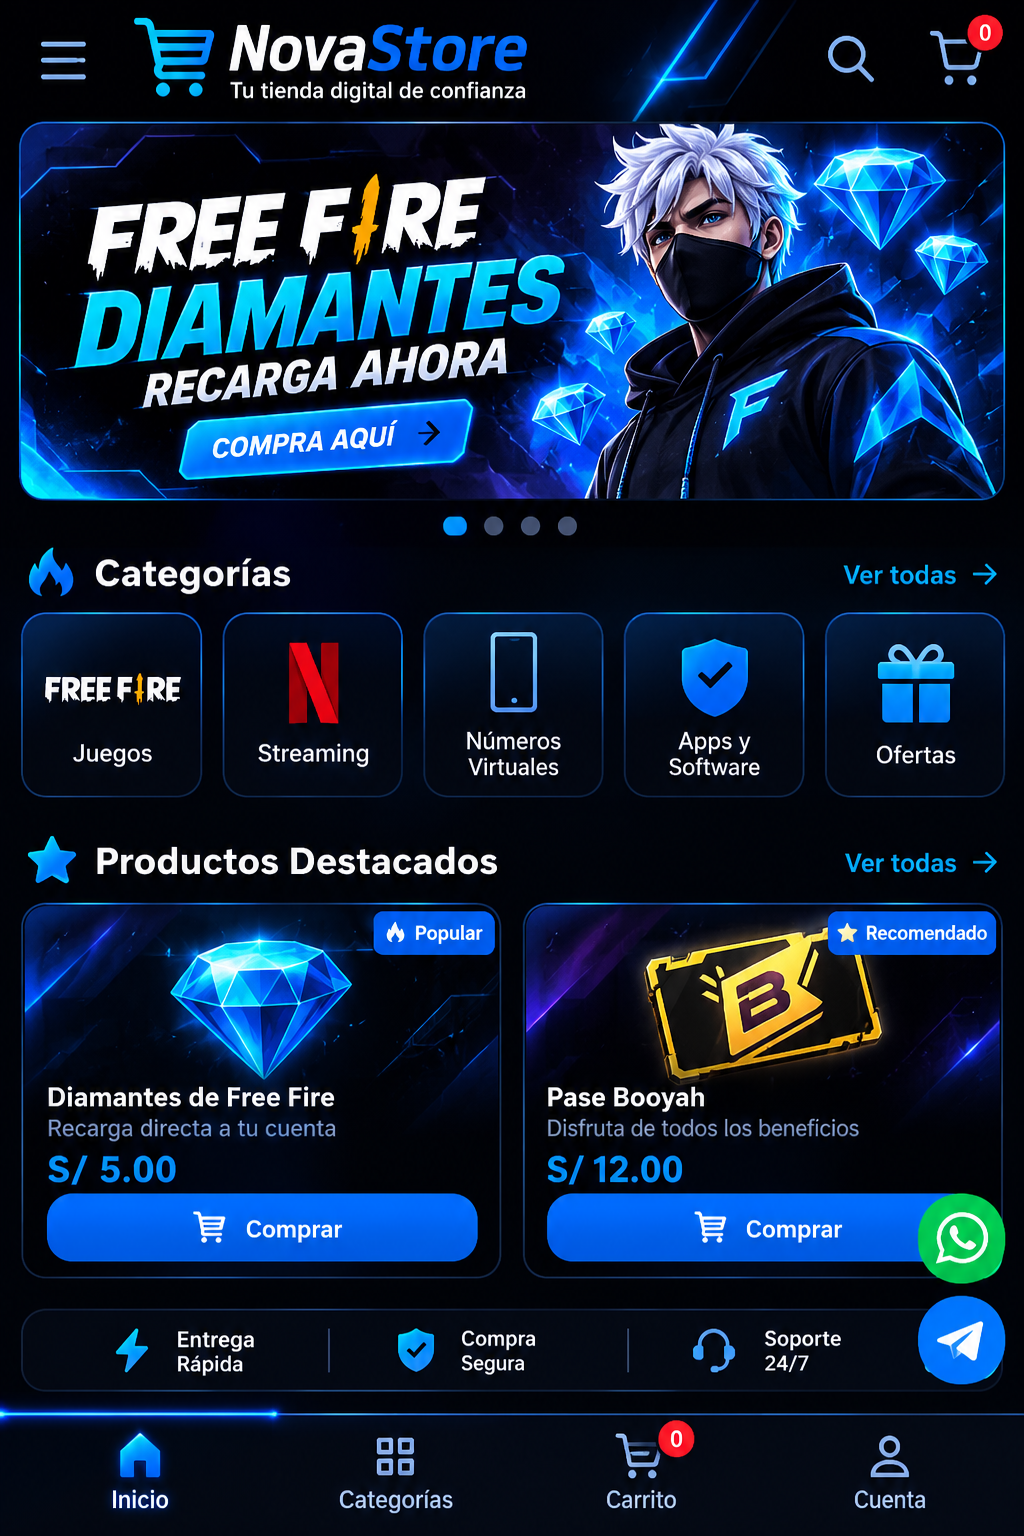 NovaStore
Tu tienda digital de confianza
0
FREE FIRE
DIAMANTES
RECARGA AHORA
COMPRA AQUÍ →
F
Categorías
Ver todas →
FREE FIRE
Juegos
N
Streaming
Números
Virtuales
Apps y
Software
Ofertas
Productos Destacados
Ver todas →
Popular
Diamantes de Free Fire
Recarga directa a tu cuenta
S/ 5.00
Comprar
Recomendado
B
Pase Booyah
Disfruta de todos los beneficios
S/ 12.00
Comprar
Entrega
Rápida
Compra
Segura
Soporte
24/7
Inicio
Categorías
0
Carrito
Cuenta